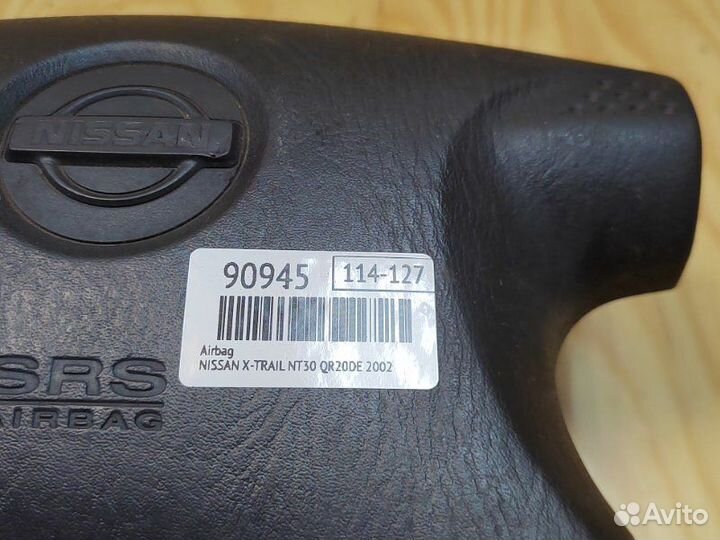 NISSAN
90945 114-127
Airbag
NISSAN X-TRAIL NT30 QR20DE 2002
SRS
AIRBAG
Avito